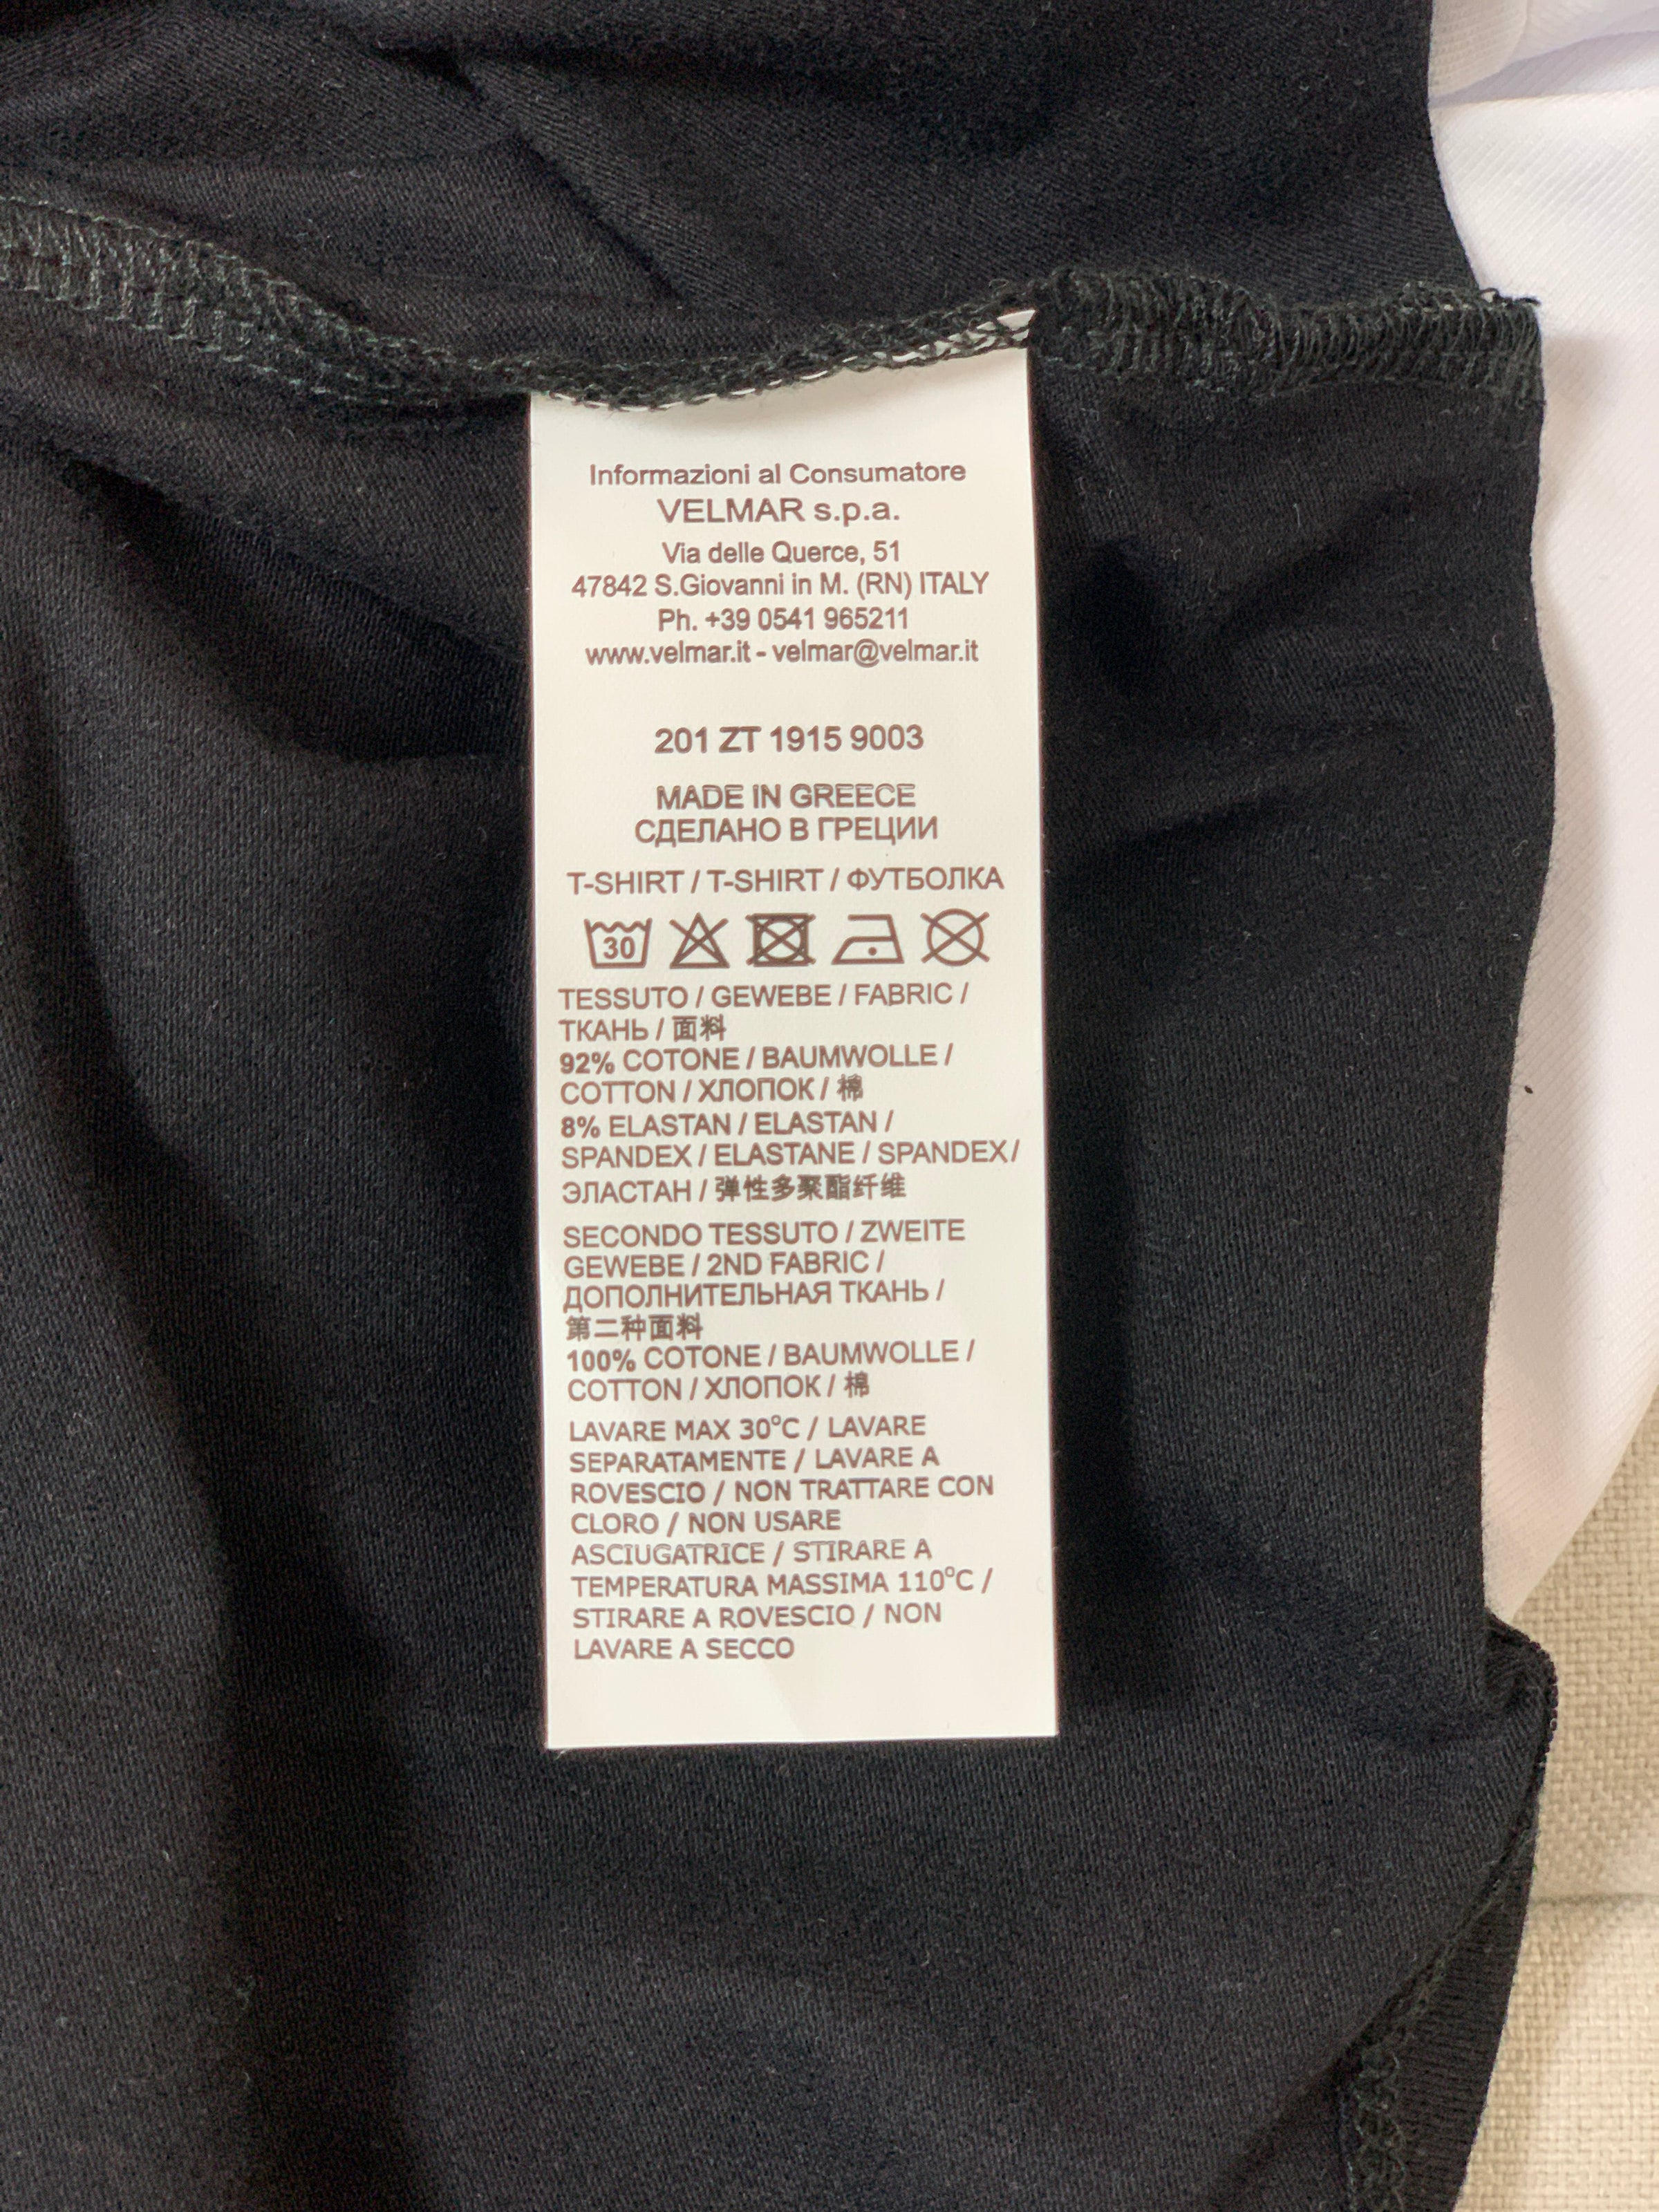 Informazioni al Consumatore
VELMAR s.p.a.
Via delle Querce, 51
47842 S.Giovanni in M. (RN) ITALY
Ph. +39 0541 965211
www.velmar.it - velmar@velmar.it
201 ZT 1915 9003
MADE IN GREECE
СДЕЛАНО В ГРЕЦИИ
T-SHIRT / T-SHIRT / ФУТБОЛКА
30
TESSUTO / GEWEBE / FABRIC /
ТКАНЬ / 面料
92% COTONE / BAUMWOLLE /
COTTON / ХЛОПОК / 棉
8% ELASTAN / ELASTAN /
SPANDEX / ELASTANE / SPANDEX /
ЭЛАСТАН / 弹性多聚酯纤维
SECONDO TESSUTO / ZWEITE
GEWEBE / 2ND FABRIC /
ДОПОЛНИТЕЛЬНАЯ ТКАНЬ /
第二种面料
100% COTONE / BAUMWOLLE /
COTTON / ХЛОПОК / 棉
LAVARE MAX 30°C / LAVARE
SEPARATAMENTE / LAVARE A
ROVESCIO / NON TRATTARE CON
CLORO / NON USARE
ASCIUGATRICE / STIRARE A
TEMPERATURA MASSIMA 110°C /
STIRARE A ROVESCIO / NON
LAVARE A SECCO